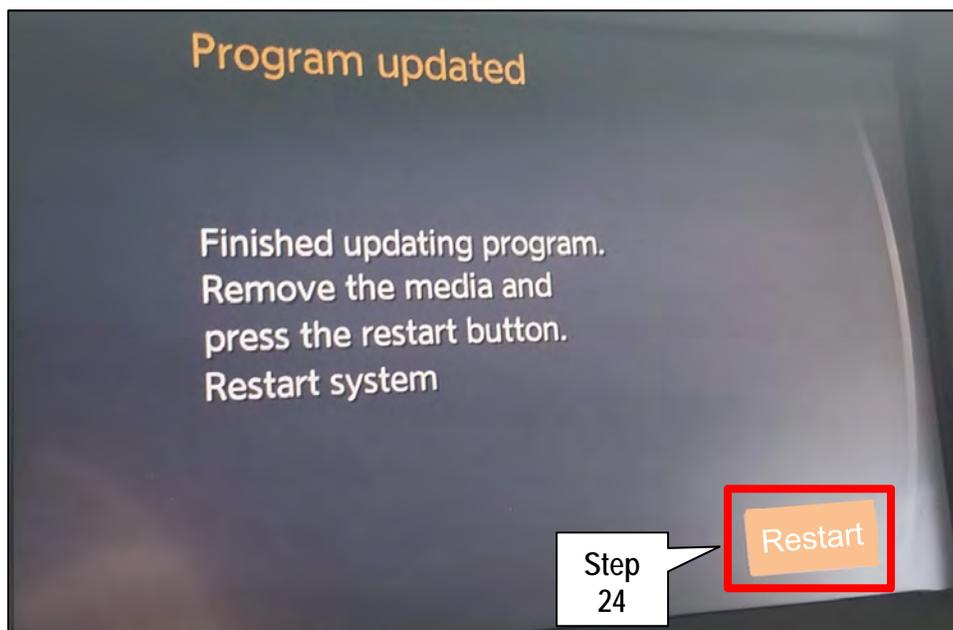 Program updated
Finished updating program.
Remove the media and
press the restart button.
Restart system
Restart
Step
24